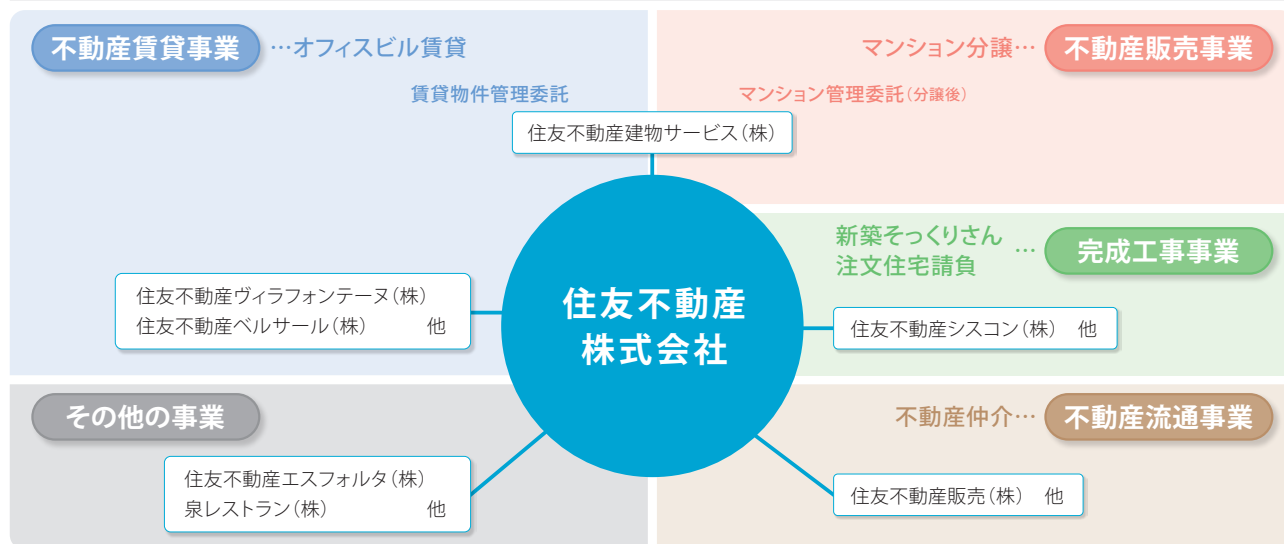 不動産賃貸事業 …オフィスビル賃貸
賃貸物件管理委託
マンション分譲… 不動産販売事業
マンション管理委託(分譲後)
住友不動産建物サービス(株)
新築そっくりさん
注文住宅請負
… 完成工事事業
住友不動産ヴィラフォンテーヌ(株)
住友不動産ベルサール(株) 他
住友不動産
株式会社
住友不動産シスコン(株) 他
その他の事業
不動産仲介… 不動産流通事業
住友不動産エスフォルタ(株)
泉レストラン(株) 他
住友不動産販売(株) 他